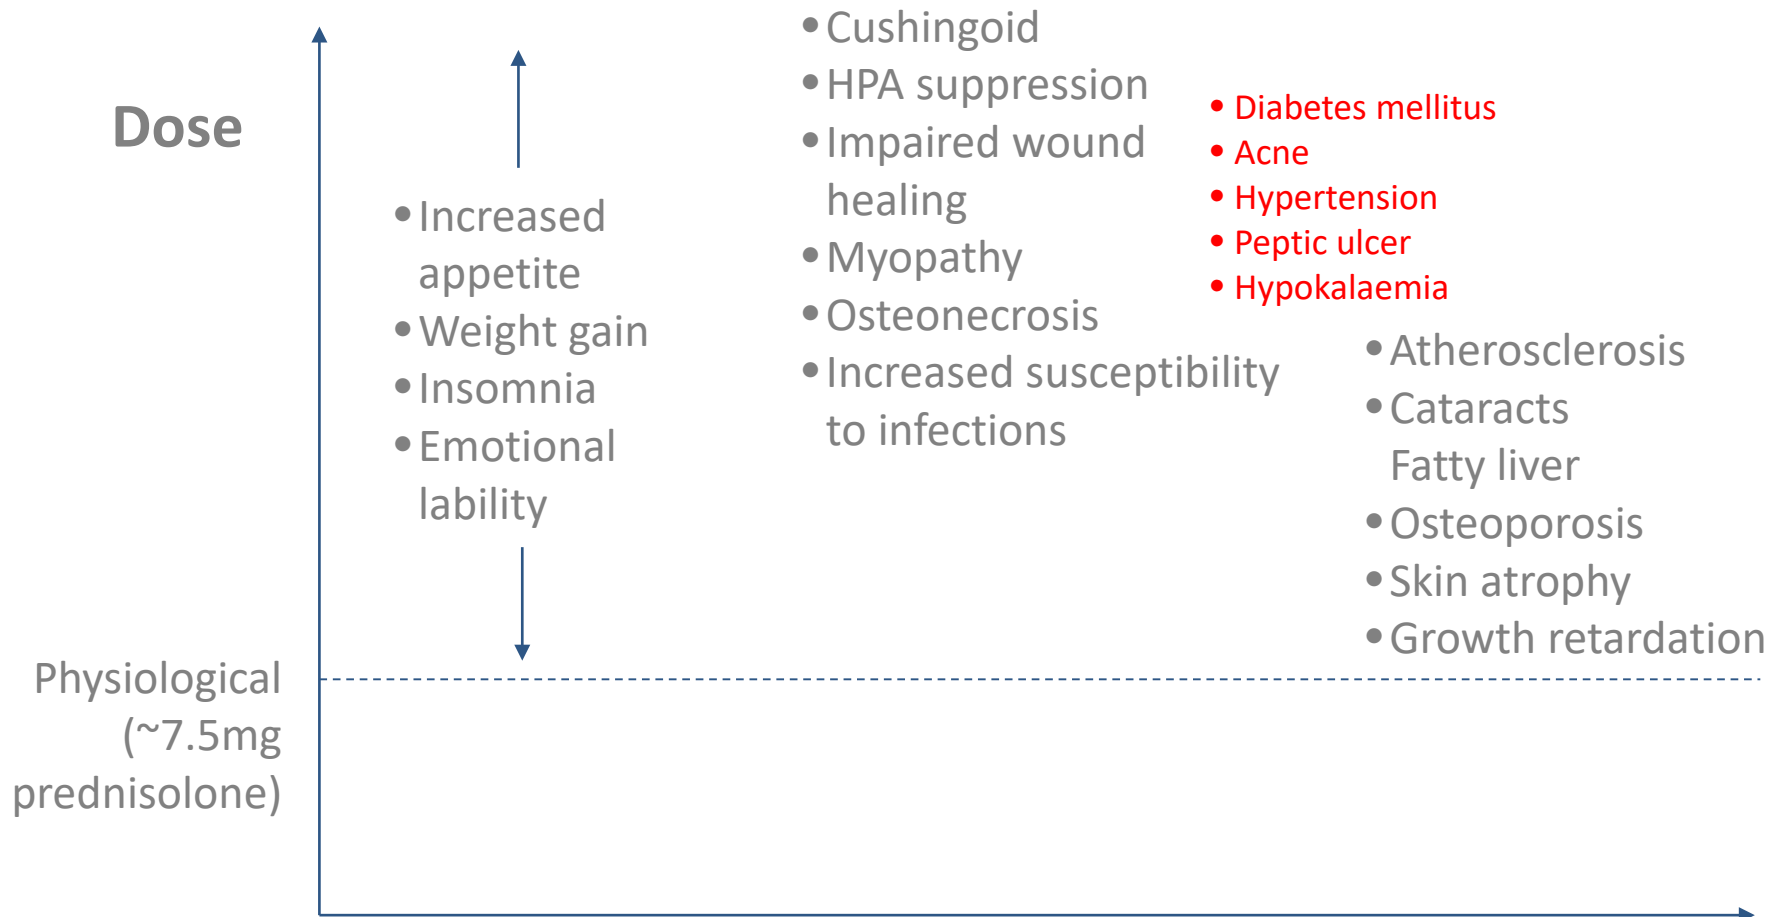 Dose
Physiological
(~7.5mg
prednisolone)
• Increased
appetite
• Weight gain
• Insomnia
• Emotional
lability
• Cushingoid
• HPA suppression
• Impaired wound
healing
• Myopathy
• Osteonecrosis
• Increased susceptibility
to infections
• Diabetes mellitus
• Acne
• Hypertension
• Peptic ulcer
• Hypokalaemia
• Atherosclerosis
• Cataracts
Fatty liver
• Osteoporosis
• Skin atrophy
• Growth retardation